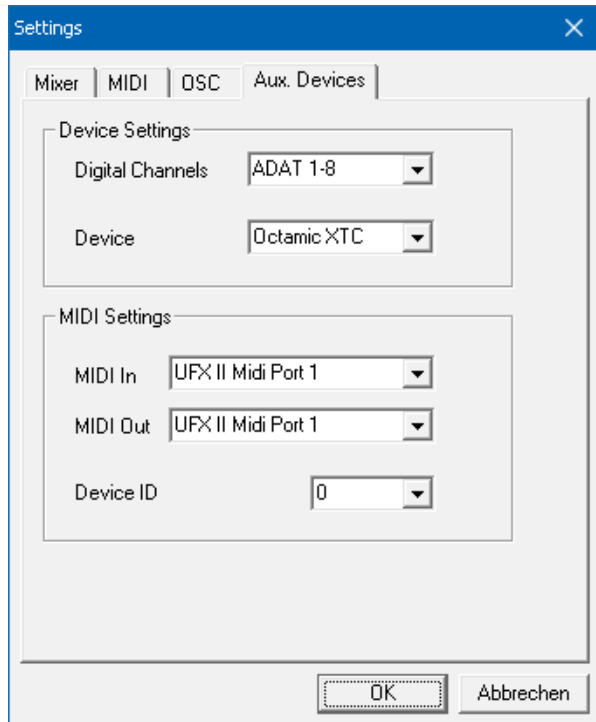 Settings
Mixer MIDI OSC Aux. Devices
Device Settings
Digital Channels ADAT 1-8
Device Octamic XTC
MIDI Settings
MIDI In UFX II Midi Port 1
MIDI Out UFX II Midi Port 1
Device ID 0
OK Abbrechen